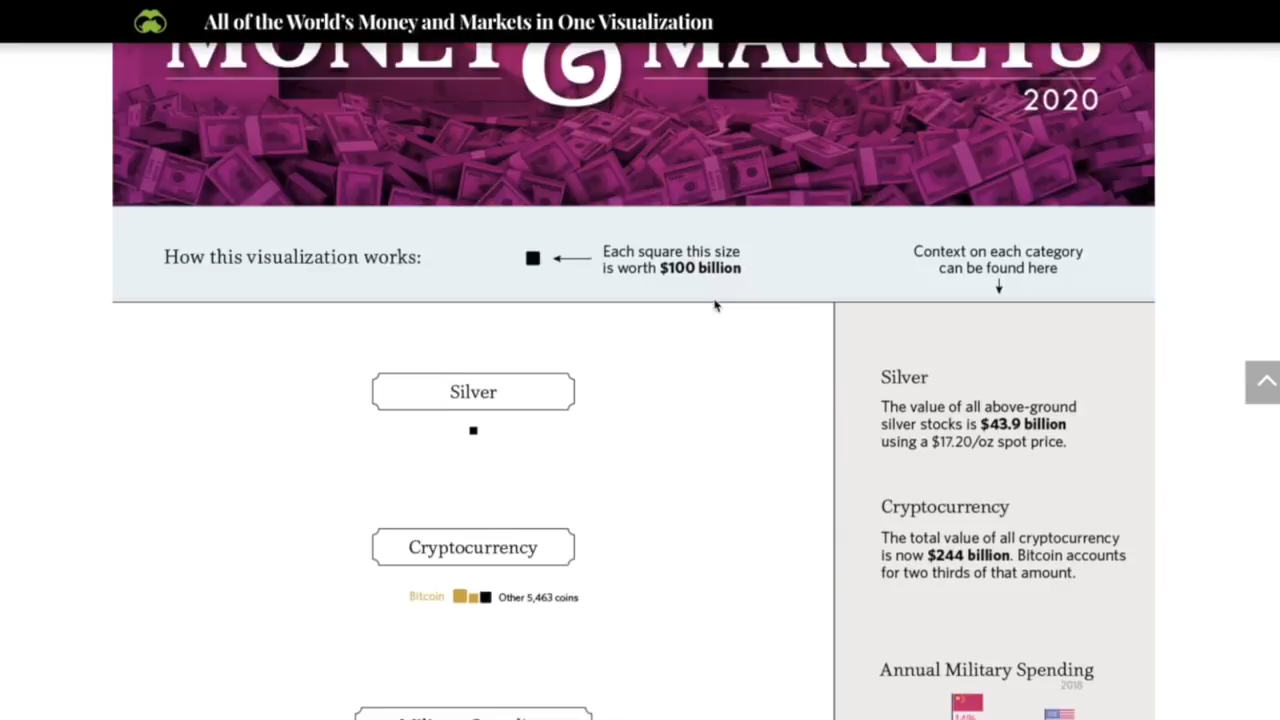 All of the World's Money and Markets in One Visualization
MONEY & MARKETS
2020
How this visualization works:
Each square this size
is worth $100 billion
Context on each category
can be found here
Silver
Silver
The value of all above-ground
silver stocks is $43.9 billion
using a $17.20/oz spot price.
Cryptocurrency
Bitcoin
Other 5,463 coins
Cryptocurrency
The total value of all cryptocurrency
is now $244 billion. Bitcoin accounts
for two thirds of that amount.
Annual Military Spending
2018
14%